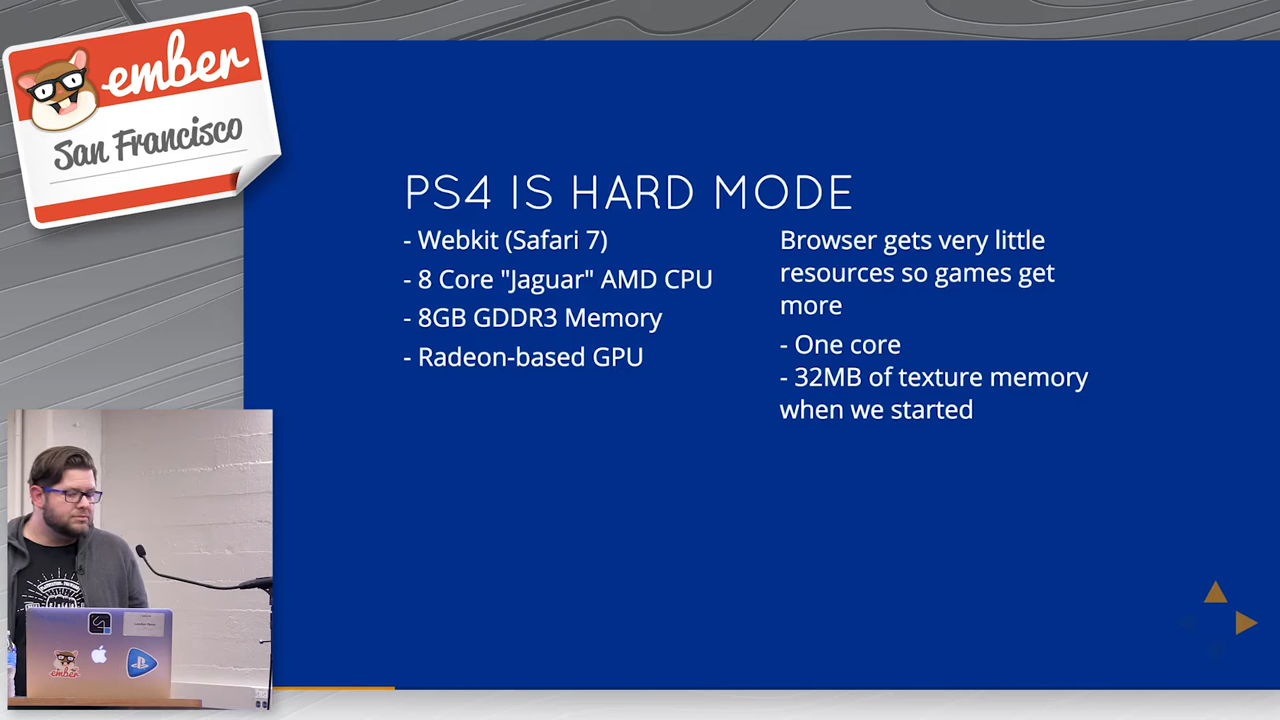 ember
San Francisco
PS4 IS HARD MODE
- Webkit (Safari 7)
- 8 Core "Jaguar" AMD CPU
- 8GB GDDR3 Memory
- Radeon-based GPU
Browser gets very little
resources so games get
more
- One core
- 32MB of texture memory
when we started
ember